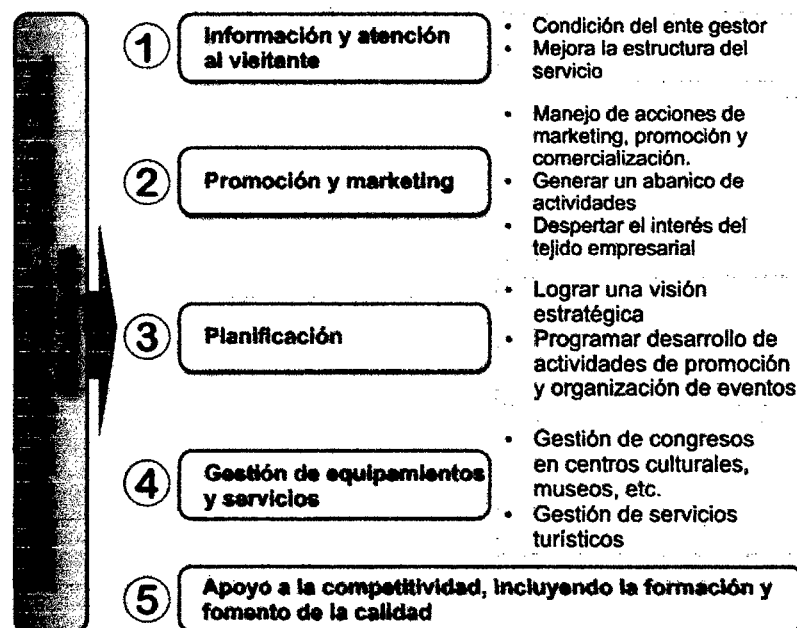 1
Información y atención
al visitante
• Condición del ente gestor
• Mejora la estructura del
servicio
2
Promoción y marketing
• Manejo de acciones de
marketing, promoción y
comercialización.
• Generar un abanico de
actividades
• Despertar el interés del
tejido empresarial
3
Planificación
• Lograr una visión
estratégica
• Programar desarrollo de
actividades de promoción
y organización de eventos
4
Gestión de equipamientos
y servicios
• Gestión de congresos
en centros culturales,
museos, etc.
• Gestión de servicios
turísticos
5
Apoyo a la competitividad, incluyendo la formación y
fomento de la calidad